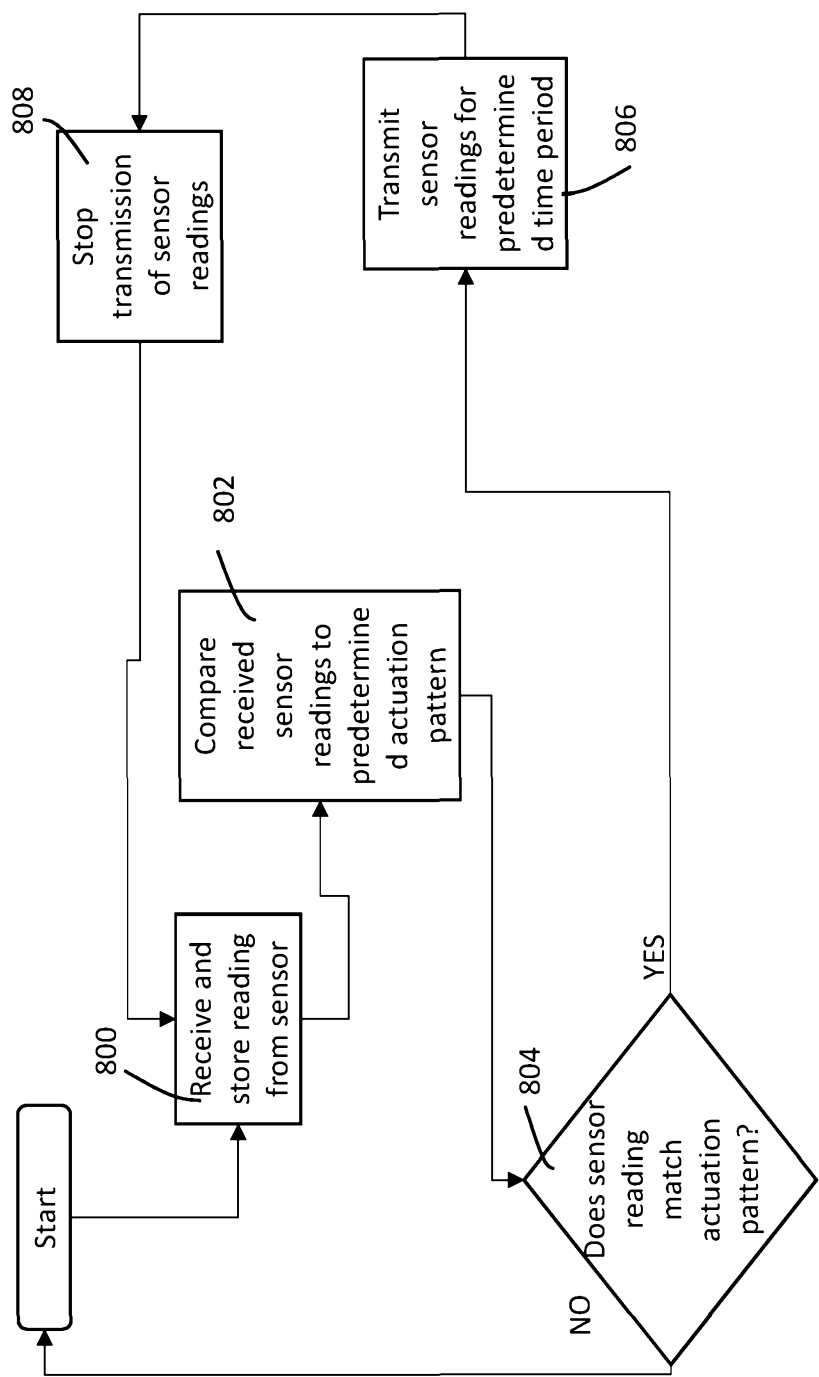 Start
800
Receive and
store reading
from sensor
802
Compare
received
sensor
readings to
predetermine
d actuation
pattern
804
Does sensor
reading
match
actuation
pattern?
NO
YES
806
Transmit
sensor
readings for
predetermine
d time period
808
Stop
transmission
of sensor
readings